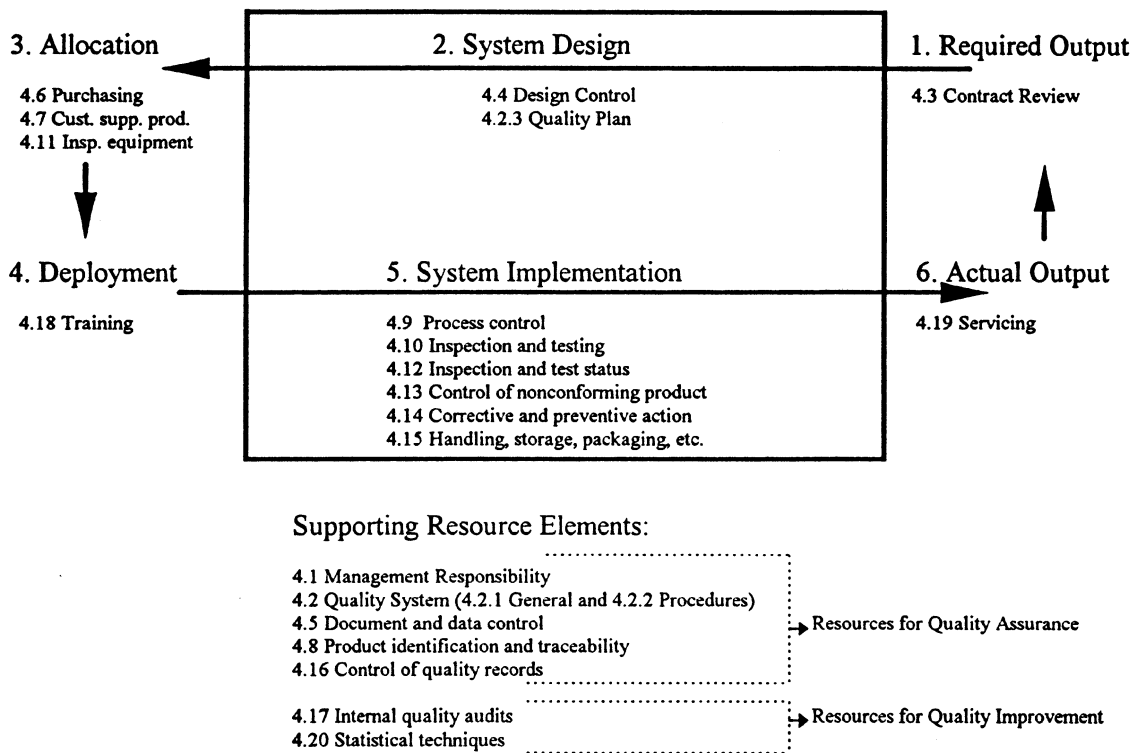 3. Allocation
4.6 Purchasing
4.7 Cust. supp. prod.
4.11 Insp. equipment
2. System Design
4.4 Design Control
4.2.3 Quality Plan
1. Required Output
4.3 Contract Review
4. Deployment
4.18 Training
5. System Implementation
4.9 Process control
4.10 Inspection and testing
4.12 Inspection and test status
4.13 Control of nonconforming product
4.14 Corrective and preventive action
4.15 Handling, storage, packaging, etc.
6. Actual Output
4.19 Servicing
Supporting Resource Elements:
4.1 Management Responsibility
4.2 Quality System (4.2.1 General and 4.2.2 Procedures)
4.5 Document and data control
4.8 Product identification and traceability
4.16 Control of quality records
Resources for Quality Assurance
4.17 Internal quality audits
4.20 Statistical techniques
Resources for Quality Improvement